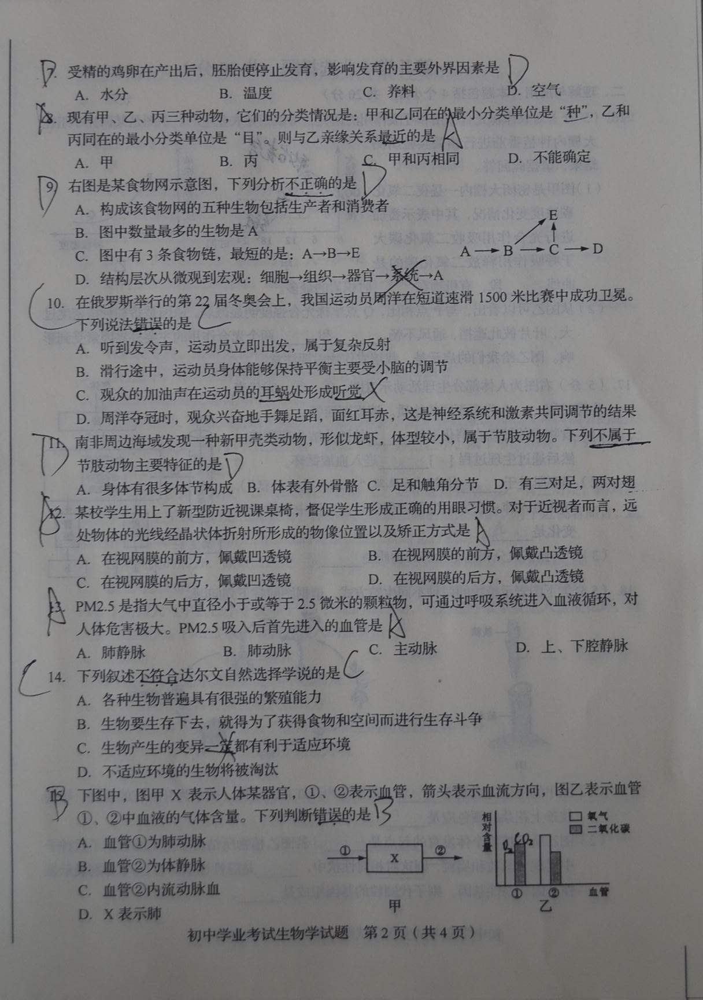 7. 受精的鸡卵在产出后，胚胎便停止发育，影响发育的主要外界因素是 D
A. 水分 B. 温度 C. 养料 D. 空气
8. 现有甲、乙、丙三种动物，它们的分类情况是：甲和乙同在的最小分类单位是“种”，乙和
丙同在的最小分类单位是“目”。则与乙亲缘关系最近的是 A
A. 甲 B. 丙 C. 甲和丙相同 D. 不能确定
9. 右图是某食物网示意图，下列分析不正确的是 D
A. 构成该食物网的五种生物包括生产者和消费者
B. 图中数量最多的生物是 A
C. 图中有 3 条食物链，最短的是：A→B→E
D. 结构层次从微观到宏观：细胞→组织→器官→系统→A
E
A → B → C → D
10. 在俄罗斯举行的第 22 届冬奥会上，我国运动员周洋在短道速滑 1500 米比赛中成功卫冕。
下列说法错误的是 C
A. 听到发令声，运动员立即出发，属于复杂反射
B. 滑行途中，运动员身体能够保持平衡主要受小脑的调节
C. 观众的加油声在运动员的耳蜗处形成听觉
D. 周洋夺冠时，观众兴奋地手舞足蹈，面红耳赤，这是神经系统和激素共同调节的结果
11. 南非周边海域发现一种新甲壳类动物，形似龙虾，体型较小，属于节肢动物。下列不属于
节肢动物主要特征的是 D
A. 身体有很多体节构成 B. 体表有外骨骼 C. 足和触角分节 D. 有三对足，两对翅
12. 某校学生用上了新型防近视课桌椅，督促学生形成正确的用眼习惯。对于近视者而言，远
处物体的光线经晶状体折射所形成的物像位置以及矫正方式是 A
A. 在视网膜的前方，佩戴凹透镜 B. 在视网膜的前方，佩戴凸透镜
C. 在视网膜的后方，佩戴凹透镜 D. 在视网膜的后方，佩戴凸透镜
13. PM2.5 是指大气中直径小于或等于 2.5 微米的颗粒物，可通过呼吸系统进入血液循环，对
人体危害极大。PM2.5 吸入后首先进入的血管是 A
A. 肺静脉 B. 肺动脉 C. 主动脉 D. 上、下腔静脉
14. 下列叙述不符合达尔文自然选择学说的是 C
A. 各种生物普遍具有很强的繁殖能力
B. 生物要生存下去，就得为了获得食物和空间而进行生存斗争
C. 生物产生的变异一定都有利于适应环境
D. 不适应环境的生物将被淘汰
15. 下图中，图甲 X 表示人体某器官，①、②表示血管，箭头表示血流方向，图乙表示血管
①、②中血液的气体含量。下列判断错误的是 B
A. 血管①为肺动脉
B. 血管②为体静脉
C. 血管②内流动脉血
D. X 表示肺
① X ②
甲
相对含量
氧气
二氧化碳
O₂ CO₂
① ② 血管
乙
初中学业考试生物学试题 第 2 页（共 4 页）